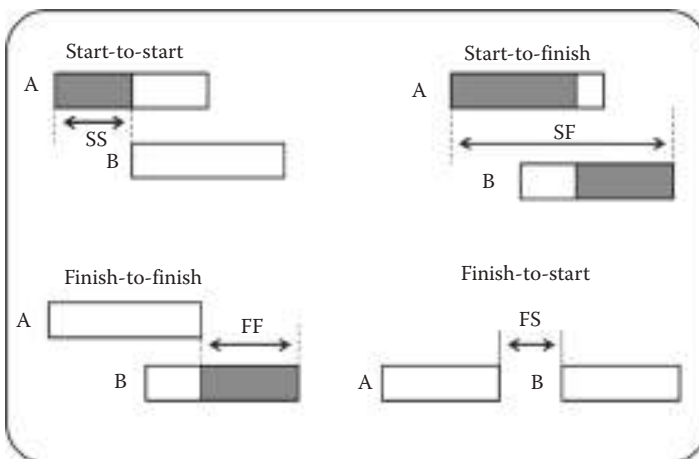 Start-to-start
A
SS
B
Start-to-finish
A
SF
B
Finish-to-finish
A
FF
B
Finish-to-start
FS
A
B